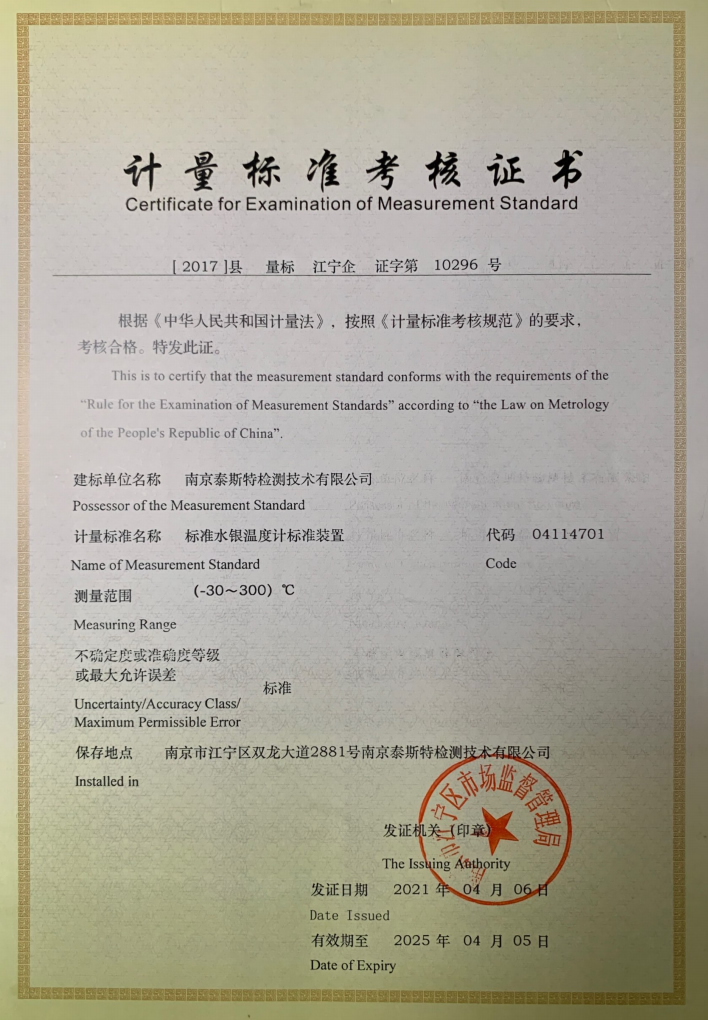 计量标准考核证书
Certificate for Examination of Measurement Standard
[ 2017 ]县 量标 江宁企 证字第 10296 号
根据《中华人民共和国计量法》，按照《计量标准考核规范》的要求，
考核合格。特发此证。
This is to certify that the measurement standard conforms with the requirements of the
“Rule for the Examination of Measurement Standards” according to “the Law on Metrology
of the People's Republic of China”.
建标单位名称 南京泰斯特检测技术有限公司
Possessor of the Measurement Standard
计量标准名称 标准水银温度计标准装置 代码 04114701
Name of Measurement Standard Code
测量范围 (-30～300) ℃
Measuring Range
不确定度或准确度等级
或最大允许误差
标准
Uncertainty/Accuracy Class/
Maximum Permissible Error
保存地点 南京市江宁区双龙大道2881号南京泰斯特检测技术有限公司
Installed in
江宁区市场监督管理局
发证机关 (印章)
The Issuing Authority
发证日期 2021 年 04 月 06 日
Date Issued
有效期至 2025 年 04 月 05 日
Date of Expiry